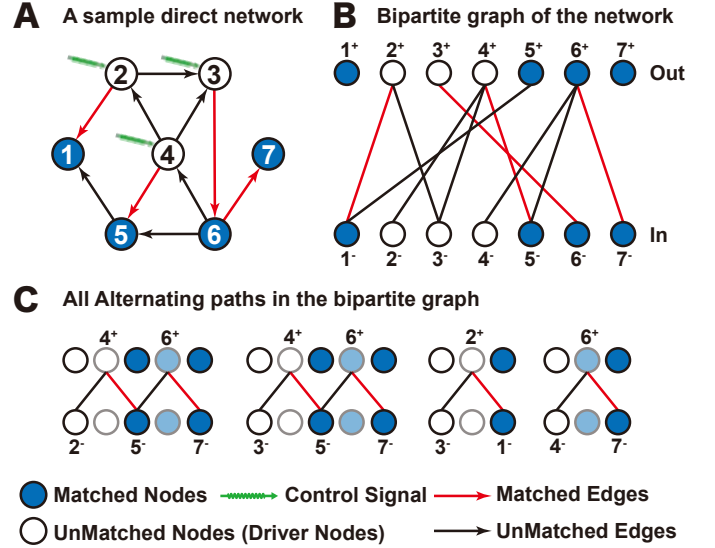 A A sample direct network
2 3
1 4 7
5 6
B Bipartite graph of the network
1+ 2+ 3+ 4+ 5+ 6+ 7+
Out
In
1- 2- 3- 4- 5- 6- 7-
C All Alternating paths in the bipartite graph
4+ 6+ 4+ 6+ 2+ 6+
2- 5- 7- 3- 5- 7- 3- 1- 4- 7-
Matched Nodes Control Signal Matched Edges
UnMatched Nodes (Driver Nodes) UnMatched Edges